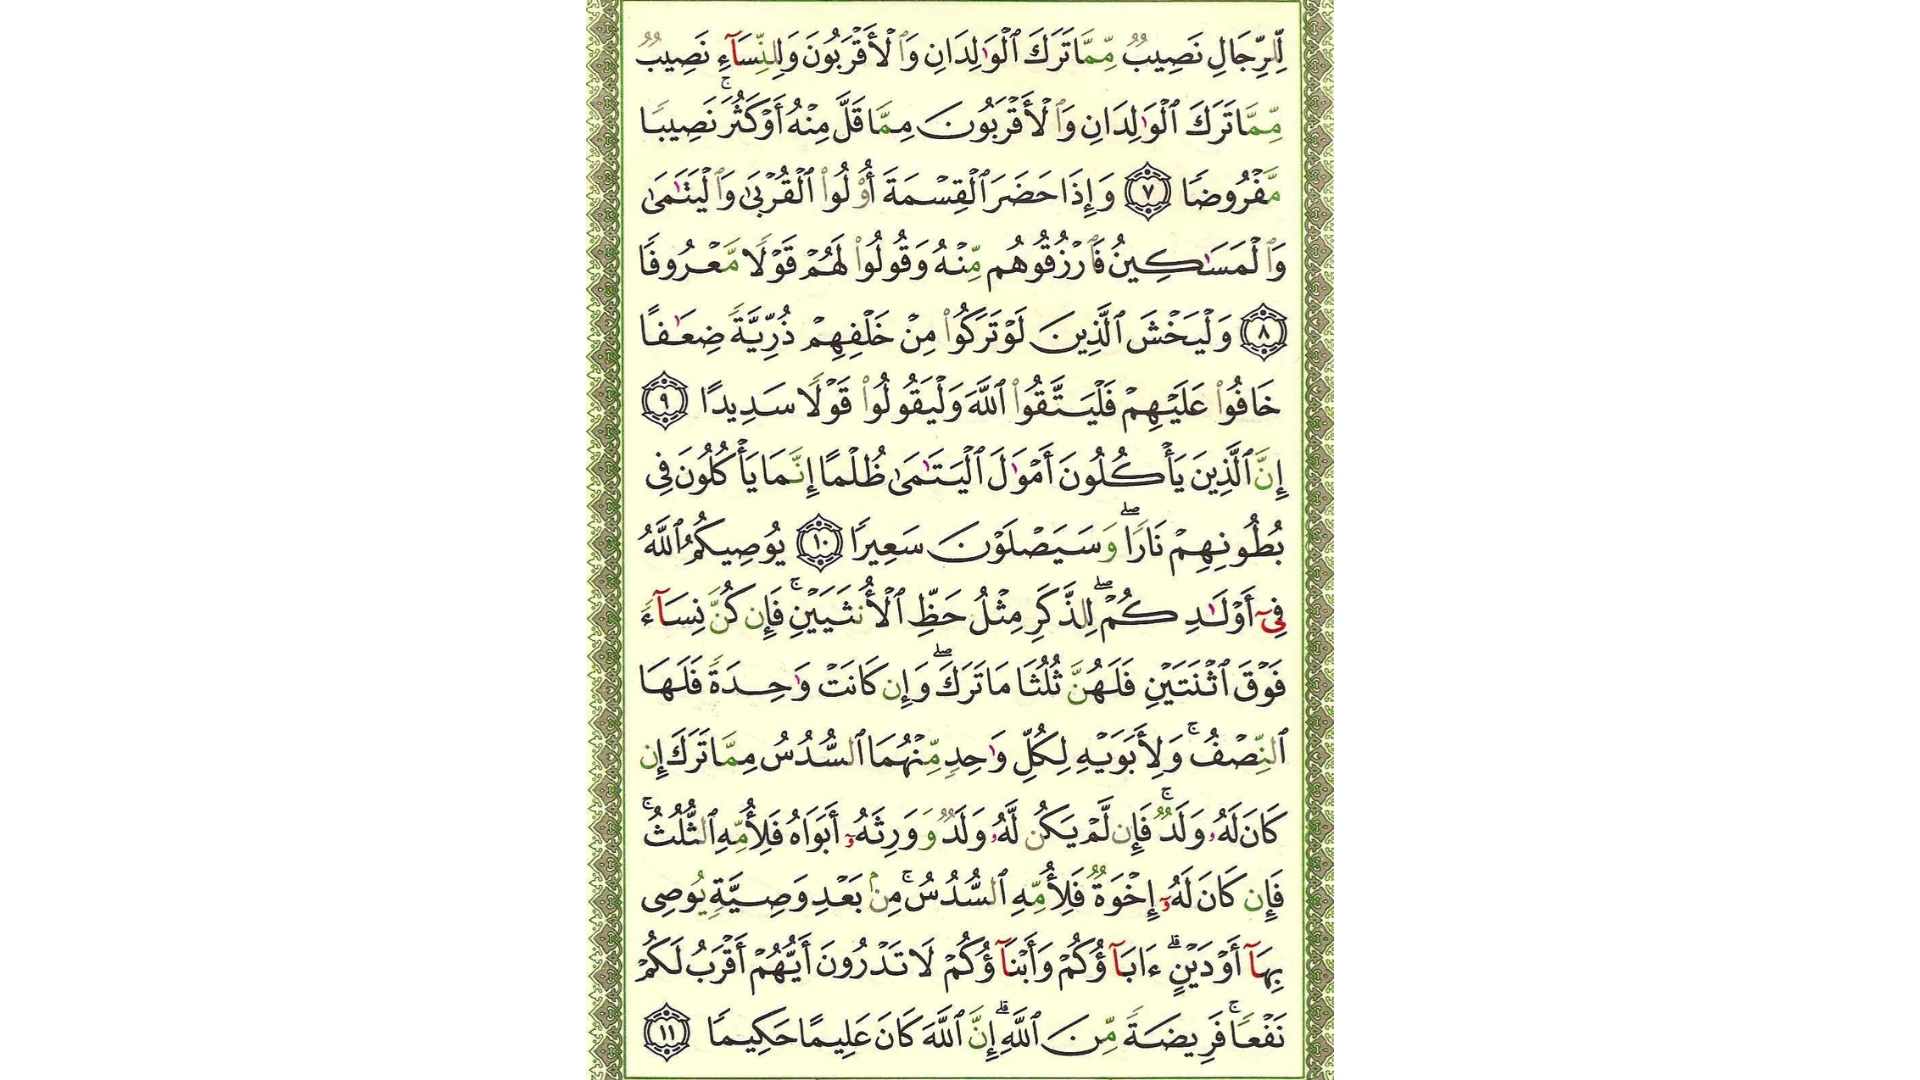 لِّلرِّجَالِ نَصِيبٌ مِّمَّا تَرَكَ ٱلْوَٰلِدَانِ وَٱلْأَقْرَبُونَ وَلِلنِّسَآءِ نَصِيبٌ
مِّمَّا تَرَكَ ٱلْوَٰلِدَانِ وَٱلْأَقْرَبُونَ مِمَّا قَلَّ مِنْهُ أَوْ كَثُرَ ۚ نَصِيبًا
مَّفْرُوضًا ٧ وَإِذَا حَضَرَ ٱلْقِسْمَةَ أُو۟لُوا۟ ٱلْقُرْبَىٰ وَٱلْيَتَٰمَىٰ
وَٱلْمَسَٰكِينُ فَٱرْزُقُوهُم مِّنْهُ وَقُولُوا۟ لَهُمْ قَوْلًا مَّعْرُوفًا
٨ وَلْيَخْشَ ٱلَّذِينَ لَوْ تَرَكُوا۟ مِنْ خَلْفِهِمْ ذُرِّيَّةً ضِعَٰفًا
خَافُوا۟ عَلَيْهِمْ فَلْيَتَّقُوا۟ ٱللَّهَ وَلْيَقُولُوا۟ قَوْلًا سَدِيدًا ٩
إِنَّ ٱلَّذِينَ يَأْكُلُونَ أَمْوَٰلَ ٱلْيَتَٰمَىٰ ظُلْمًا إِنَّمَا يَأْكُلُونَ فِى
بُطُونِهِمْ نَارًا ۖ وَسَيَصْلَوْنَ سَعِيرًا ١٠ يُوصِيكُمُ ٱللَّهُ
فِىٓ أَوْلَٰدِكُمْ ۖ لِلذَّكَرِ مِثْلُ حَظِّ ٱلْأُنثَيَيْنِ ۚ فَإِن كُنَّ نِسَآءً
فَوْقَ ٱثْنَتَيْنِ فَلَهُنَّ ثُلُثَا مَا تَرَكَ ۖ وَإِن كَانَتْ وَٰحِدَةً فَلَهَا
ٱلنِّصْفُ ۚ وَلِأَبَوَيْهِ لِكُلِّ وَٰحِدٍ مِّنْهُمَا ٱلسُّدُسُ مِمَّا تَرَكَ إِن
كَانَ لَهُۥ وَلَدٌ ۚ فَإِن لَّمْ يَكُن لَّهُۥ وَلَدٌ وَوَرِثَهُۥٓ أَبَوَاهُ فَلِأُمِّهِ ٱلثُّلُثُ ۚ
فَإِن كَانَ لَهُۥٓ إِخْوَةٌ فَلِأُمِّهِ ٱلسُّدُسُ ۚ مِنۢ بَعْدِ وَصِيَّةٍ يُوصِى
بِهَآ أَوْ دَيْنٍ ۗ ءَابَآؤُكُمْ وَأَبْنَآؤُكُمْ لَا تَدْرُونَ أَيُّهُمْ أَقْرَبُ لَكُمْ
نَفْعًا ۚ فَرِيضَةً مِّنَ ٱللَّهِ ۗ إِنَّ ٱللَّهَ كَانَ عَلِيمًا حَكِيمًا ١١